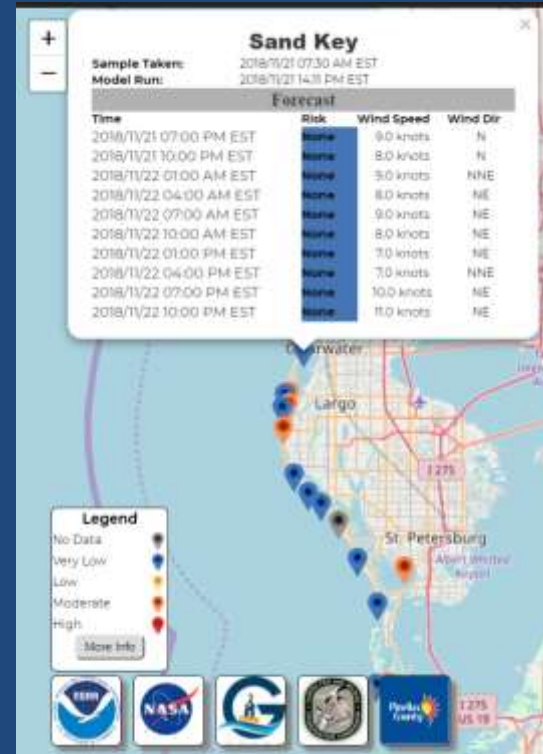 +
−
×
Sand Key
Sample Taken: 2018/11/21 07:30 AM EST
Model Run: 2018/11/21 14:11 PM EST
Forecast
Time Risk Wind Speed Wind Dir
2018/11/21 07:00 PM EST None 9.0 knots N
2018/11/21 10:00 PM EST None 8.0 knots N
2018/11/22 01:00 AM EST None 9.0 knots NNE
2018/11/22 04:00 AM EST None 8.0 knots NE
2018/11/22 07:00 AM EST None 9.0 knots NE
2018/11/22 10:00 AM EST None 8.0 knots NE
2018/11/22 01:00 PM EST None 7.0 knots NE
2018/11/22 04:00 PM EST None 7.0 knots NNE
2018/11/22 07:00 PM EST None 10.0 knots NE
2018/11/22 10:00 PM EST None 11.0 knots NE
Clearwater
Largo
I 275
St. Petersburg
Albert Whitted
Airport
Legend
No Data
Very Low
Low
Moderate
High
More Info
NASA
Pinellas
County
I 275
US 19